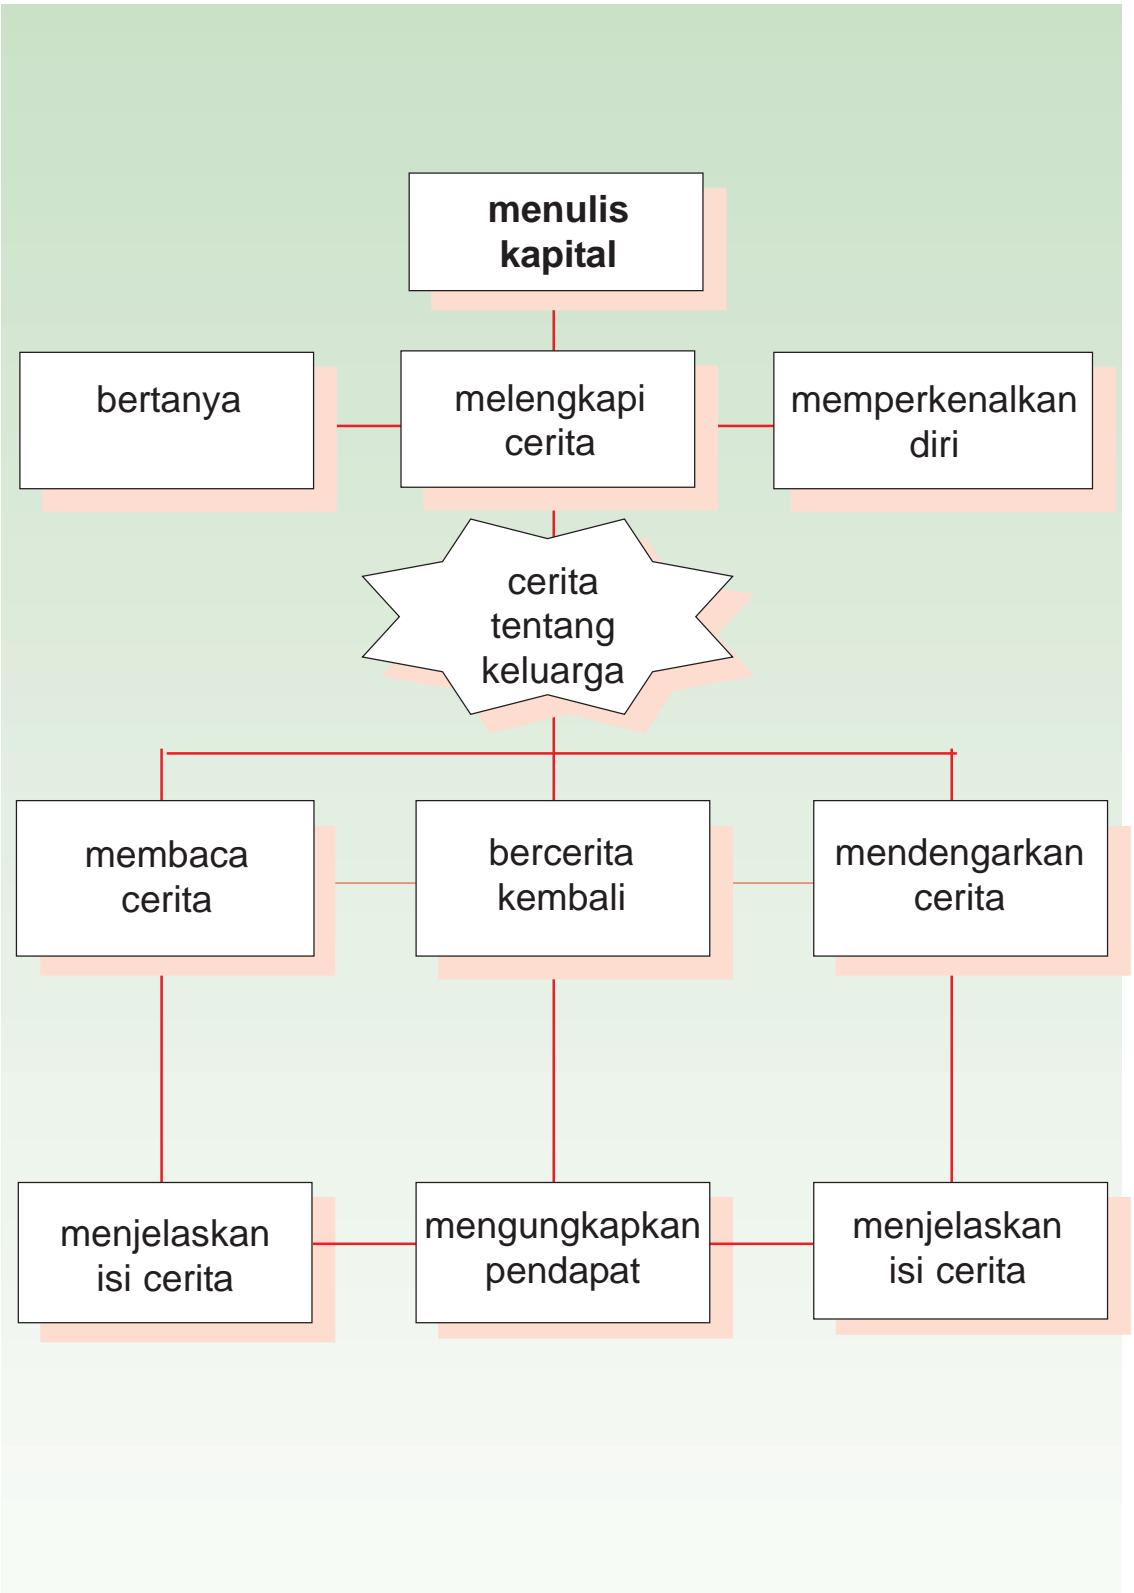 menulis
kapital
bertanya
melengkapi
cerita
memperkenalkan
diri
cerita
tentang
keluarga
membaca
cerita
bercerita
kembali
mendengarkan
cerita
menjelaskan
isi cerita
mengungkapkan
pendapat
menjelaskan
isi cerita